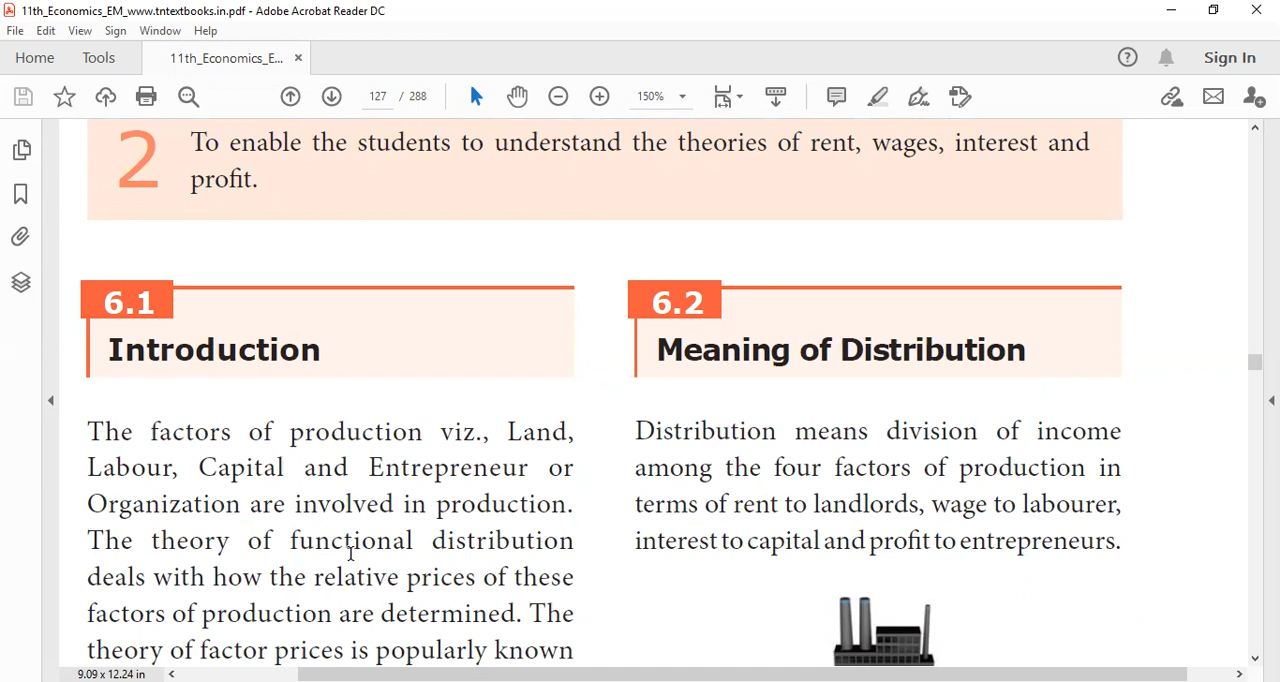 11th_Economics_EM_www.tntextbooks.in.pdf - Adobe Acrobat Reader DC
File Edit View Sign Window Help
Home Tools 11th_Economics_E... × Sign In
127 / 288 150%
2
To enable the students to understand the theories of rent, wages, interest and
profit.
6.1
Introduction
The factors of production viz., Land,
Labour, Capital and Entrepreneur or
Organization are involved in production.
The theory of functional distribution
deals with how the relative prices of these
factors of production are determined. The
theory of factor prices is popularly known
6.2
Meaning of Distribution
Distribution means division of income
among the four factors of production in
terms of rent to landlords, wage to labourer,
interest to capital and profit to entrepreneurs.
9.09 x 12.24 in